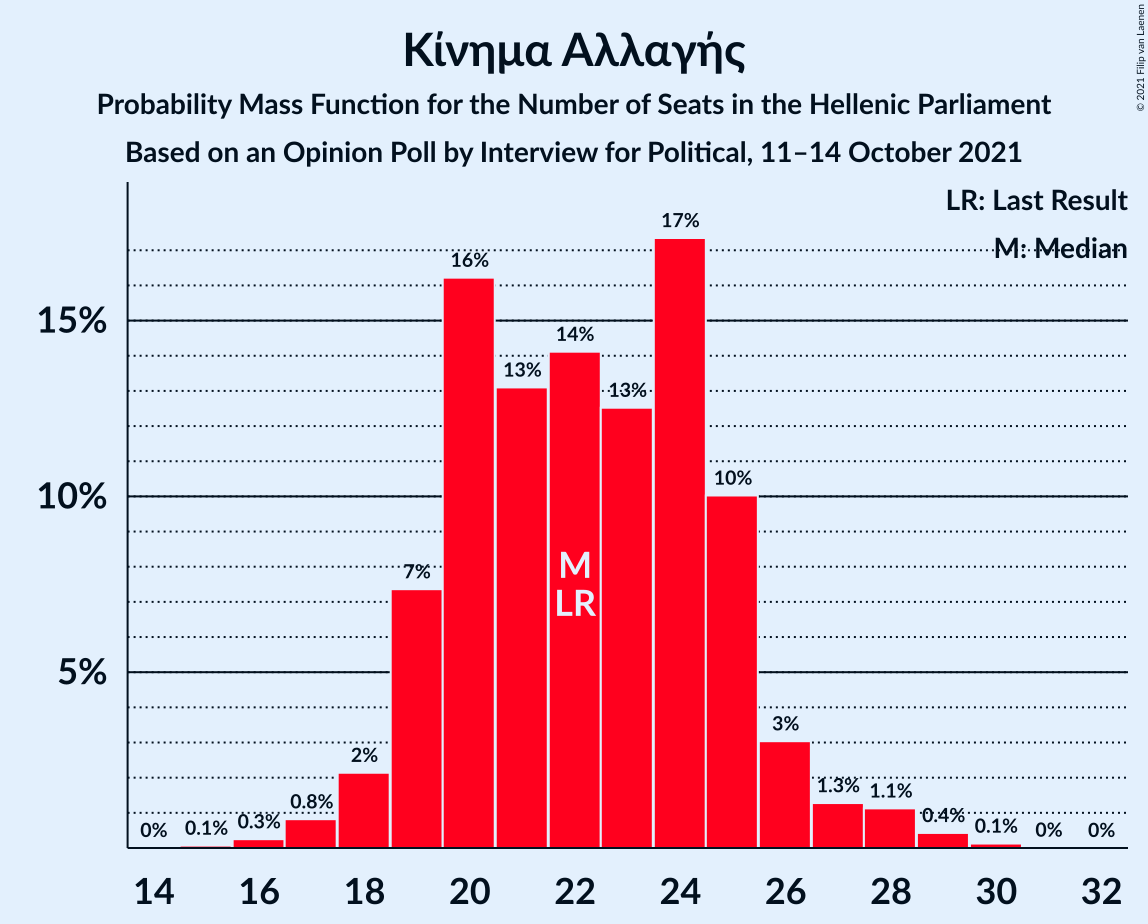 Κίνημα Αλλαγής
Probability Mass Function for the Number of Seats in the Hellenic Parliament
Based on an Opinion Poll by Interview for Political, 11–14 October 2021
© 2021 Filip van Laenen
LR: Last Result
M: Median
15%
10%
5%
0%
0.1%
0.3%
0.8%
2%
7%
16%
13%
14%
13%
17%
10%
3%
1.3%
1.1%
0.4%
0.1%
0%
0%
M
LR
14 16 18 20 22 24 26 28 30 32